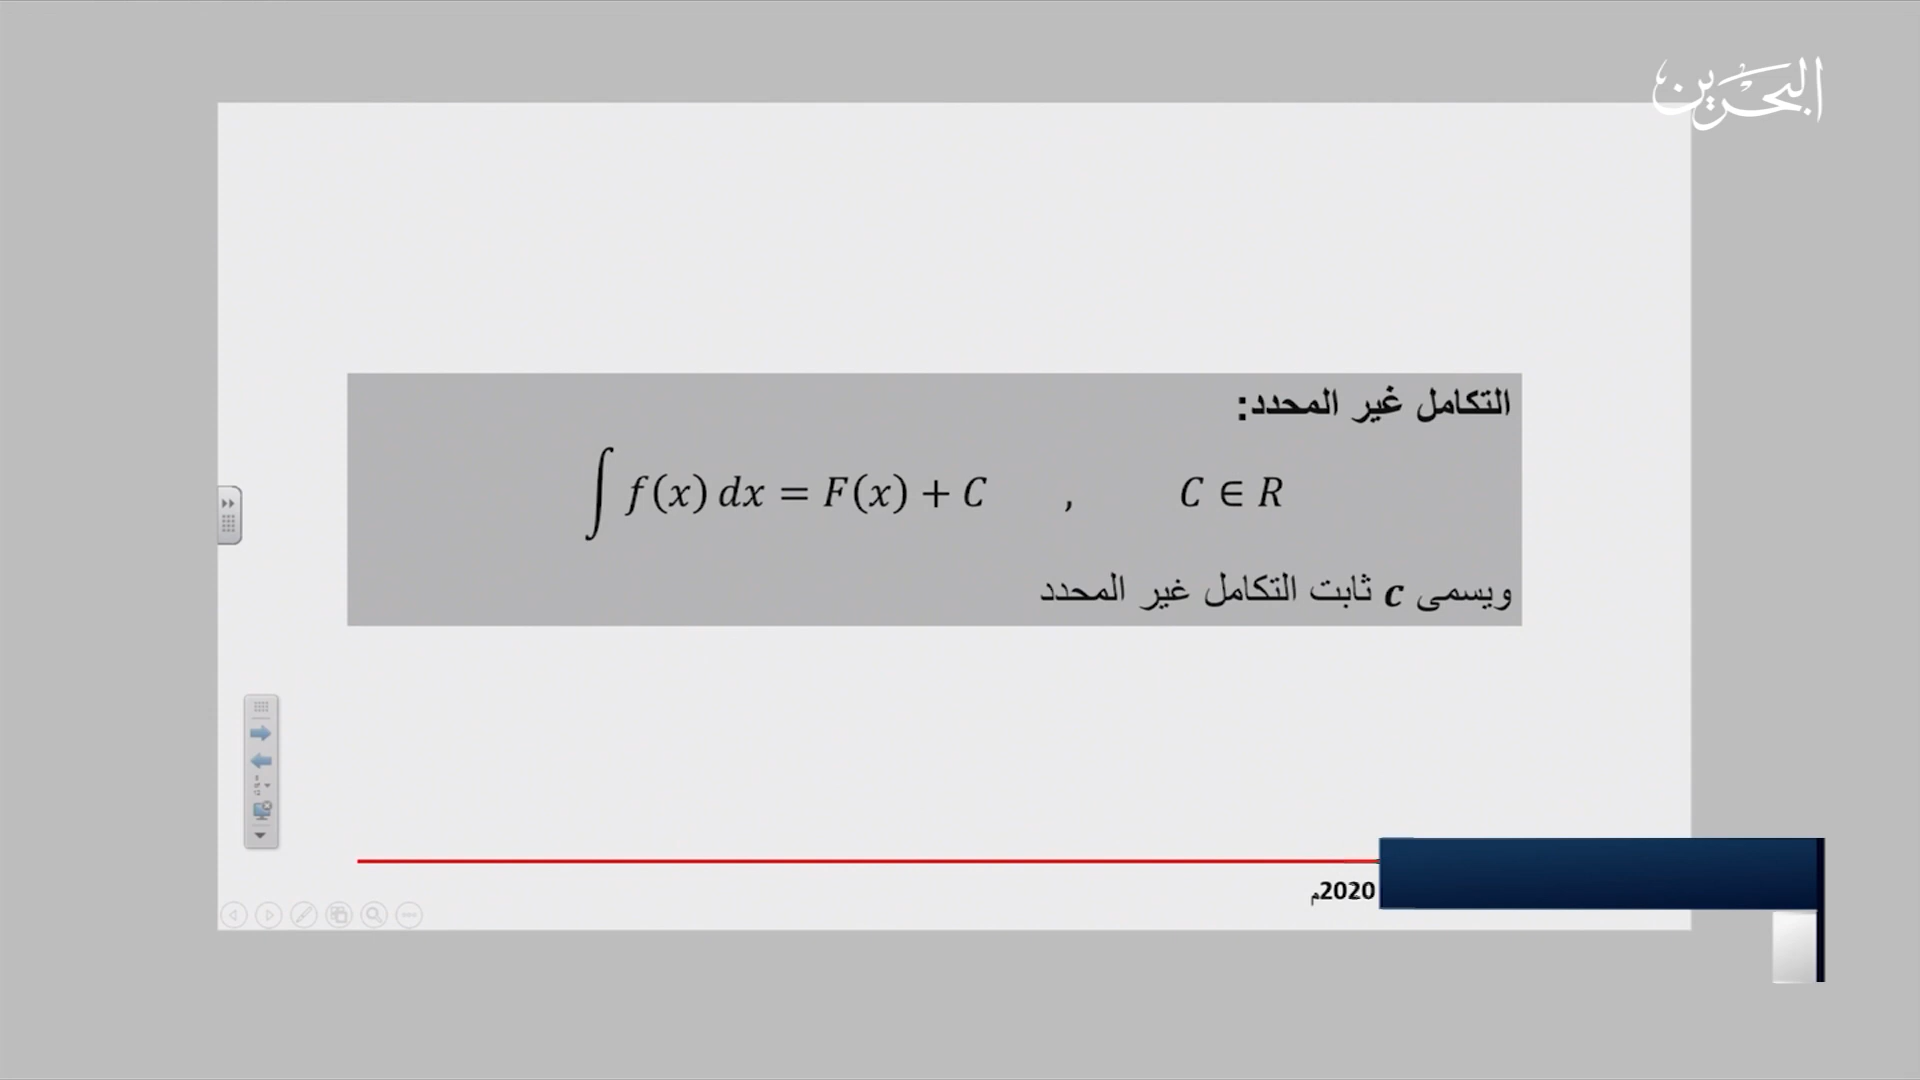 البحرين
التكامل غير المحدد:
∫ f(x) dx = F(x) + C , C ∈ R
ويسمى c ثابت التكامل غير المحدد
2020م